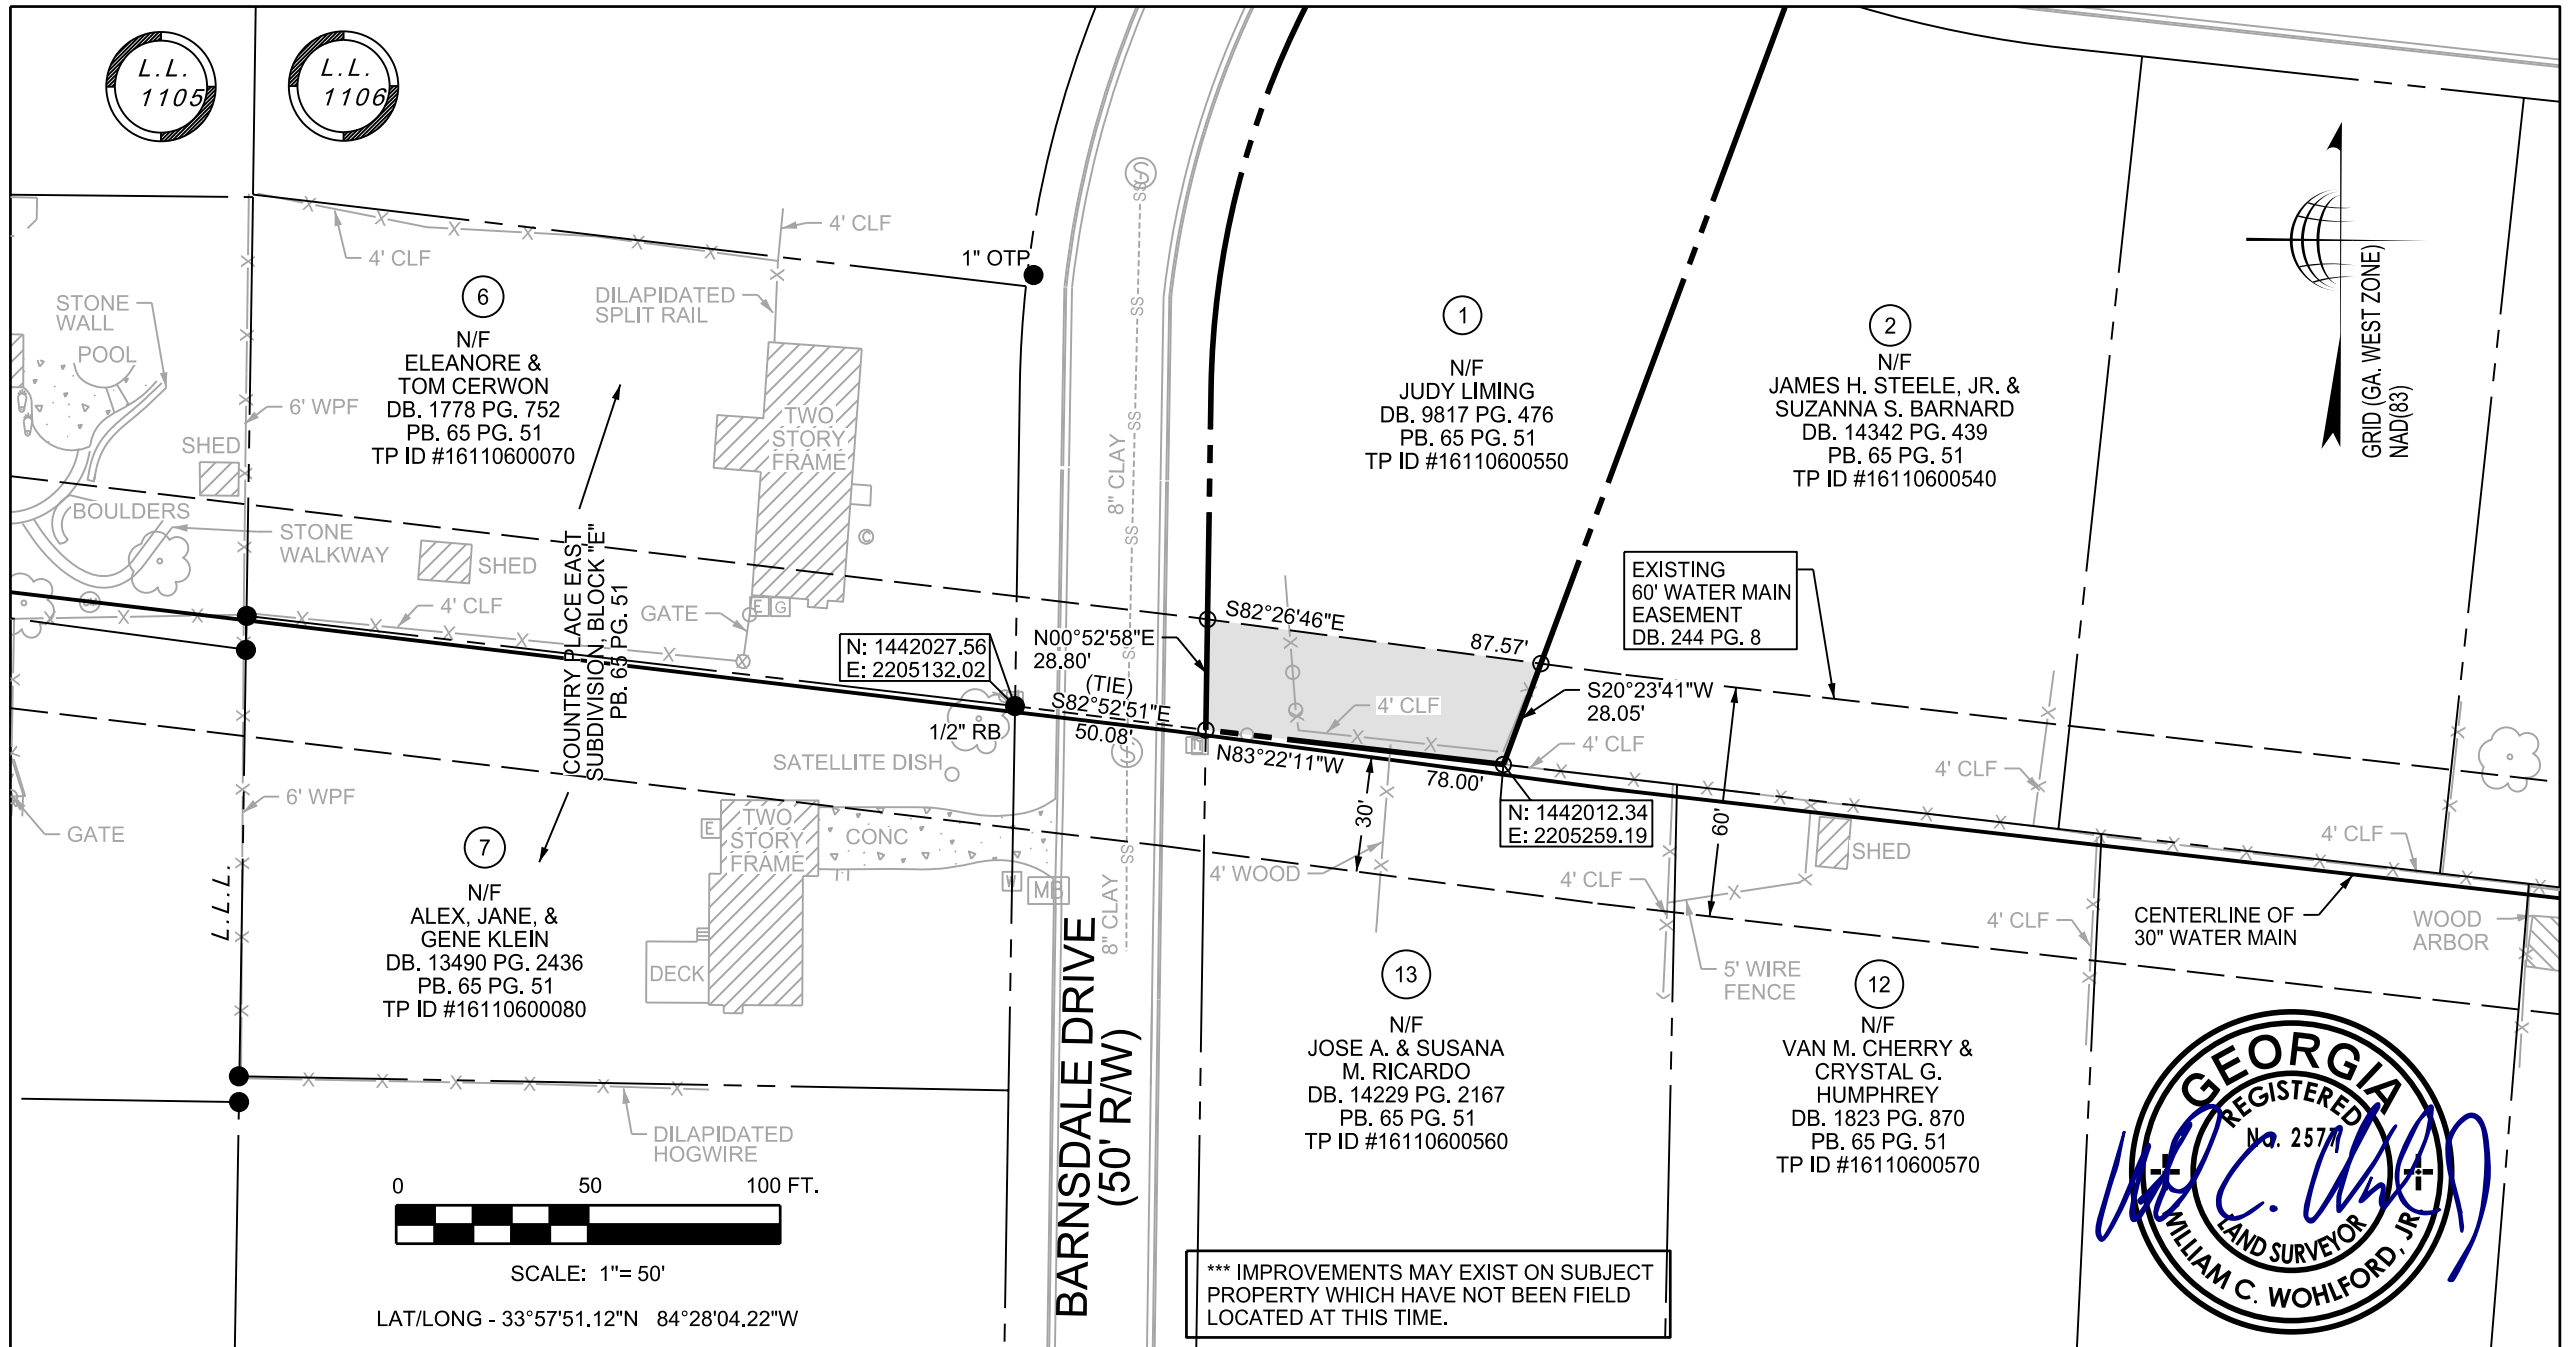 L.L.
1105
L.L.
1106
4' CLF
4' CLF
1" OTP
STONE
WALL
POOL
6
N/F
ELEANORE &
TOM CERWON
DB. 1778 PG. 752
PB. 65 PG. 51
TP ID #16110600070
DILAPIDATED
SPLIT RAIL
6' WPF
SHED
TWO
STORY
FRAME
BOULDERS
STONE
WALKWAY
SHED
4' CLF
GATE
E
G
C
COUNTRY PLACE EAST
SUBDIVISION, BLOCK "E"
PB. 65 PG. 51
S
SS
SS
SS
SS
8" CLAY
1
N/F
JUDY LIMING
DB. 9817 PG. 476
PB. 65 PG. 51
TP ID #16110600550
2
N/F
JAMES H. STEELE, JR. &
SUZANNA S. BARNARD
DB. 14342 PG. 439
PB. 65 PG. 51
TP ID #16110600540
GRID (GA. WEST ZONE)
NAD(83)
EXISTING
60' WATER MAIN
EASEMENT
DB. 244 PG. 8
N: 1442027.56
E: 2205132.02
N00°52'58"E
28.80'
(TIE)
S82°52'51"E
50.08'
1/2" RB
S82°26'46"E
87.57'
S20°23'41"W
28.05'
4' CLF
4' CLF
N83°22'11"W
78.00'
N: 1442012.34
E: 2205259.19
30'
60'
4' CLF
4' CLF
SATELLITE DISH
S
SS
8" CLAY
6' WPF
GATE
L.L.L.
7
N/F
ALEX, JANE, &
GENE KLEIN
DB. 13490 PG. 2436
PB. 65 PG. 51
TP ID #16110600080
E
TWO
STORY
FRAME
CONC
W
MB
DECK
4' WOOD
SHED
4' CLF
5' WIRE
FENCE
4' CLF
CENTERLINE OF
30" WATER MAIN
WOOD
ARBOR
13
N/F
JOSE A. & SUSANA
M. RICARDO
DB. 14229 PG. 2167
PB. 65 PG. 51
TP ID #16110600560
12
N/F
VAN M. CHERRY &
CRYSTAL G.
HUMPHREY
DB. 1823 PG. 870
PB. 65 PG. 51
TP ID #16110600570
DILAPIDATED
HOGWIRE
BARNSDALE DRIVE
(50' R/W)
0 50 100 FT.
SCALE: 1"= 50'
LAT/LONG - 33°57'51.12"N 84°28'04.22"W
*** IMPROVEMENTS MAY EXIST ON SUBJECT
PROPERTY WHICH HAVE NOT BEEN FIELD
LOCATED AT THIS TIME.
GEORGIA
REGISTERED
No. 2577
LAND SURVEYOR
WILLIAM C. WOHLFORD, JR.